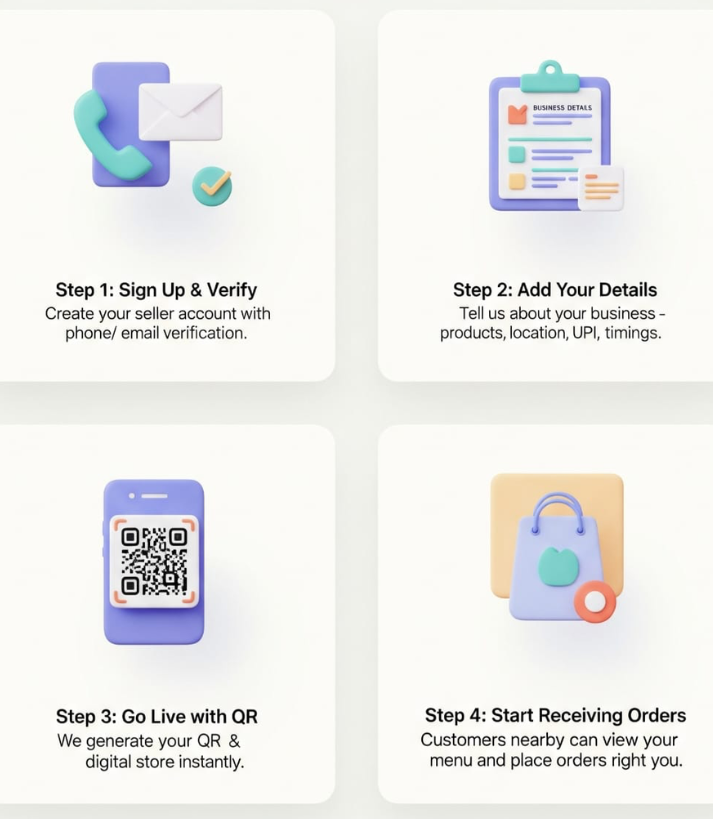 BUSINESS DETALS
Step 1: Sign Up & Verify
Create your seller account with
phone/ email verification.
Step 2: Add Your Details
Tell us about your business -
products, location, UPI, timings.
Step 3: Go Live with QR
We generate your QR &
digital store instantly.
Step 4: Start Receiving Orders
Customers nearby can view your
menu and place orders right you.